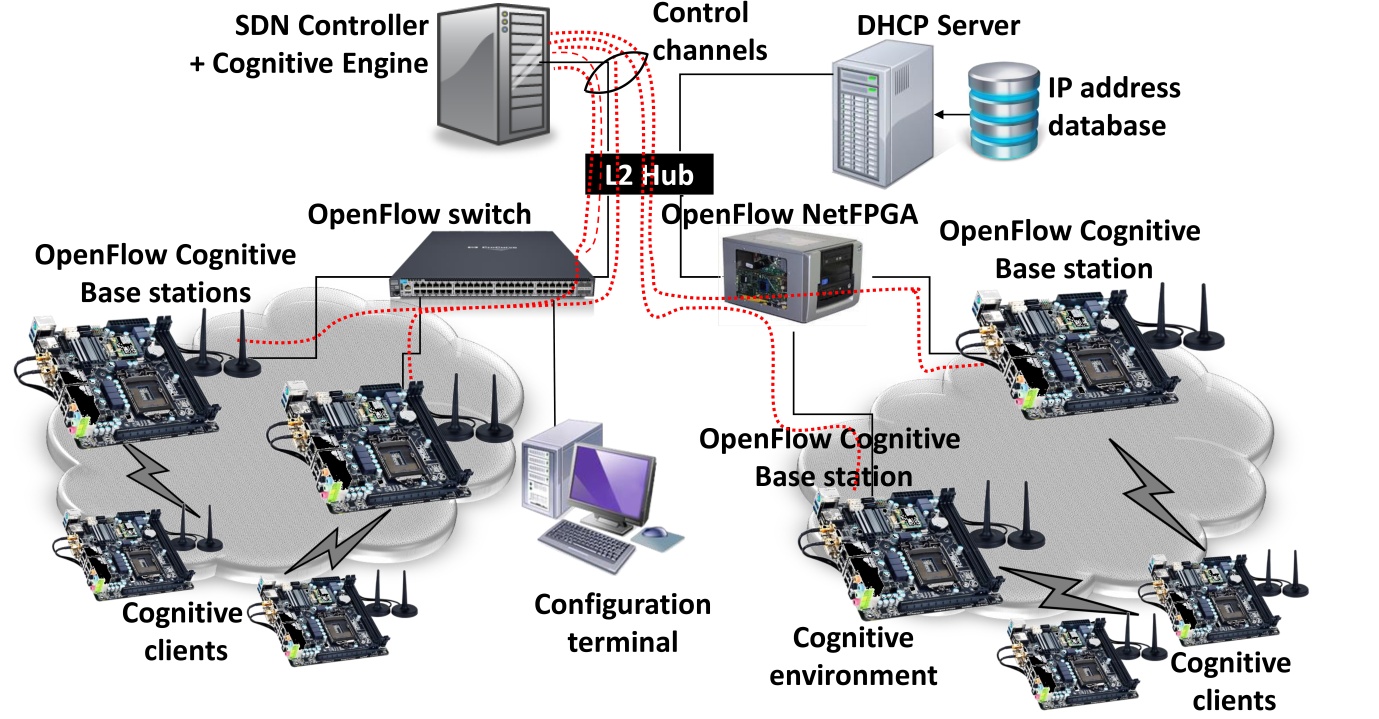 SDN Controller
+ Cognitive Engine
Control
channels
DHCP Server
IP address
database
L2 Hub
OpenFlow switch
OpenFlow NetFPGA
OpenFlow Cognitive
Base stations
OpenFlow Cognitive
Base station
OpenFlow Cognitive
Base station
Configuration
terminal
Cognitive
clients
Cognitive
environment
Cognitive
clients